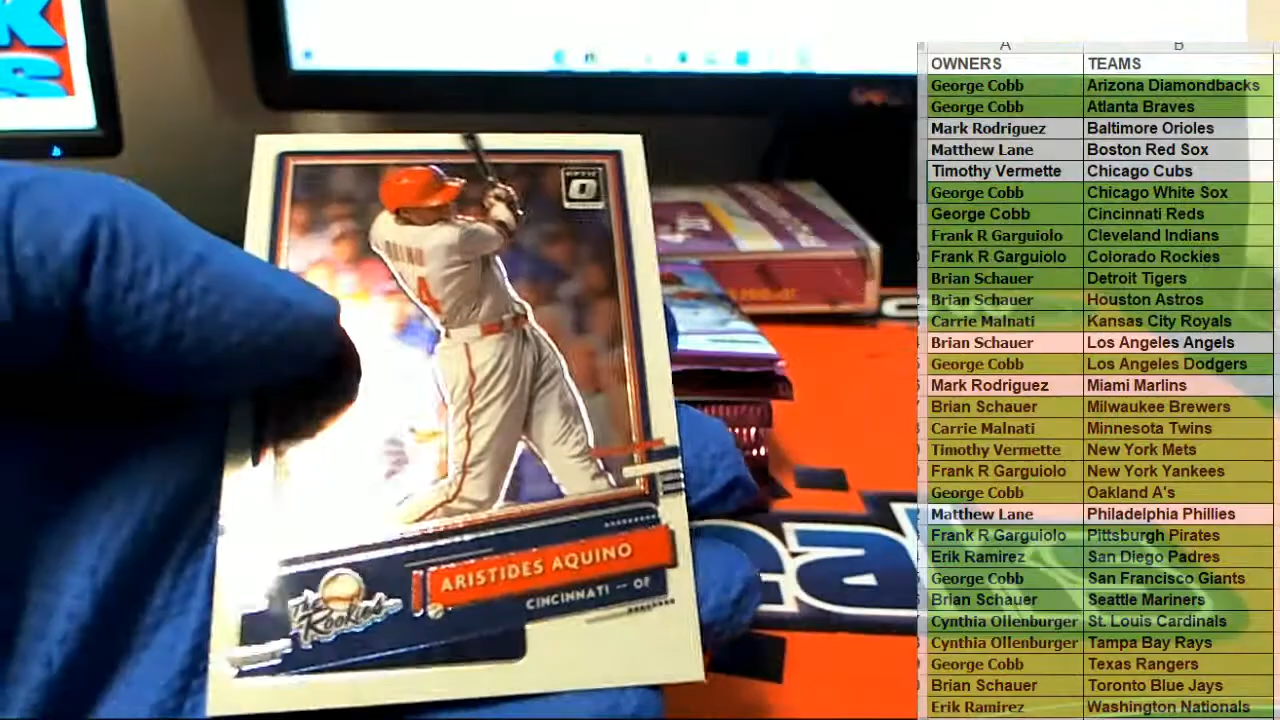 A B
OWNERS TEAMS
George Cobb Arizona Diamondbacks
George Cobb Atlanta Braves
Mark Rodriguez Baltimore Orioles
Matthew Lane Boston Red Sox
Timothy Vermette Chicago Cubs
George Cobb Chicago White Sox
George Cobb Cincinnati Reds
Frank R Garguiolo Cleveland Indians
Frank R Garguiolo Colorado Rockies
Brian Schauer Detroit Tigers
Brian Schauer Houston Astros
Carrie Malnati Kansas City Royals
Brian Schauer Los Angeles Angels
George Cobb Los Angeles Dodgers
Mark Rodriguez Miami Marlins
Brian Schauer Milwaukee Brewers
Carrie Malnati Minnesota Twins
Timothy Vermette New York Mets
Frank R Garguiolo New York Yankees
George Cobb Oakland A's
Matthew Lane Philadelphia Phillies
Frank R Garguiolo Pittsburgh Pirates
Erik Ramirez San Diego Padres
George Cobb San Francisco Giants
Brian Schauer Seattle Mariners
Cynthia Ollenburger St. Louis Cardinals
Cynthia Ollenburger Tampa Bay Rays
George Cobb Texas Rangers
Brian Schauer Toronto Blue Jays
Erik Ramirez Washington Nationals
4
ARISTIDES AQUINO
CINCINNATI — OF
The Rookies